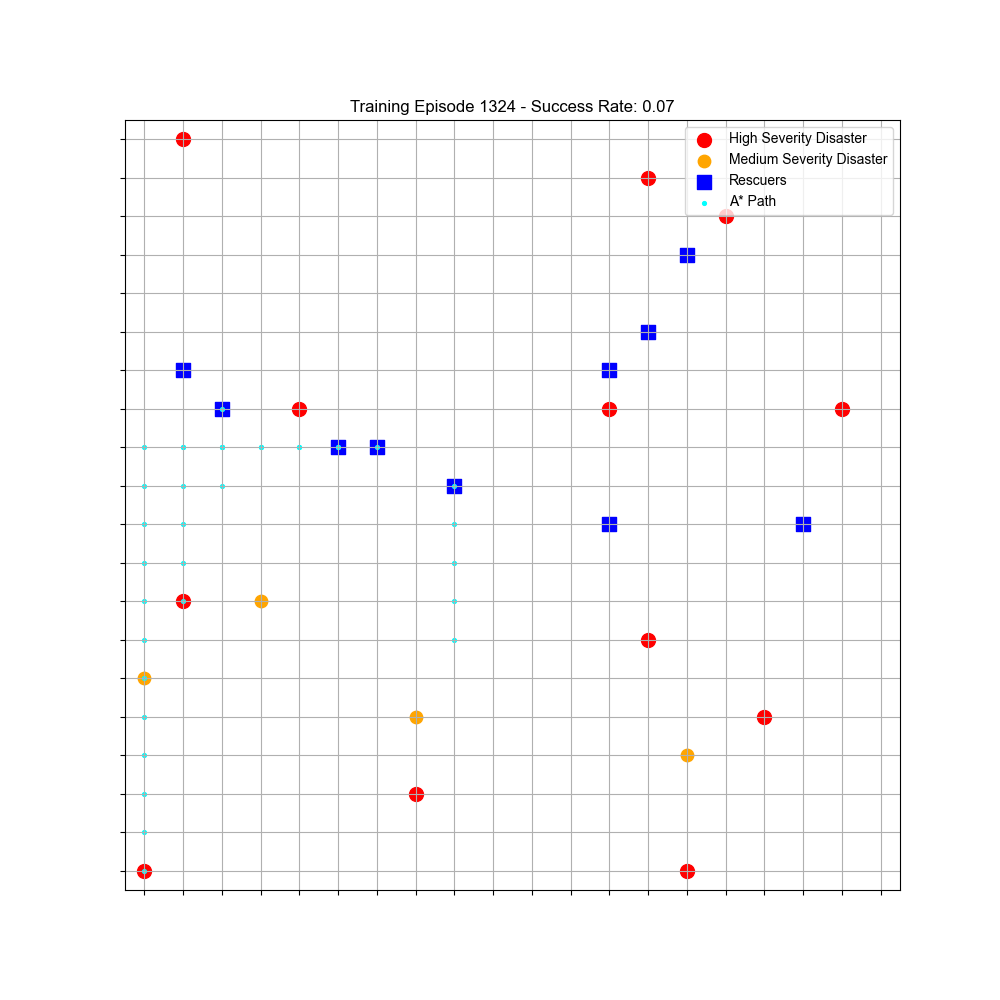 Training Episode 1324 - Success Rate: 0.07
High Severity Disaster
Medium Severity Disaster
Rescuers
A* Path